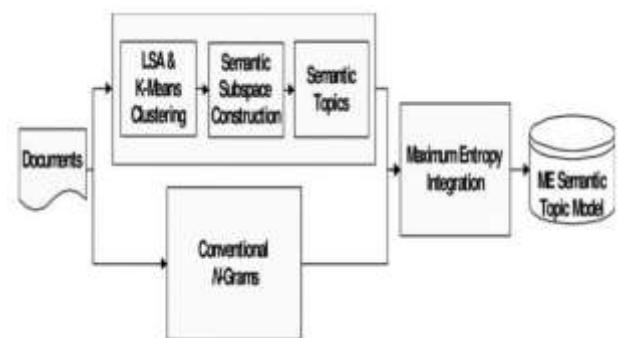 LSA &
K-Means
Clustering
Semantic
Subspace
Construction
Semantic
Topics
Documents
Conventional
N-Grams
Maximum Entropy
Integration
ME Semantic
Topic Model